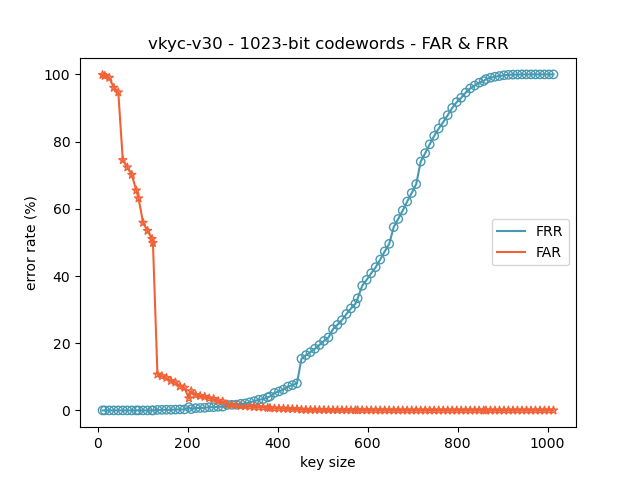 vkyc-v30 - 1023-bit codewords - FAR & FRR
100
80
60
40
20
0
error rate (%)
FRR
FAR
0 200 400 600 800 1000
key size